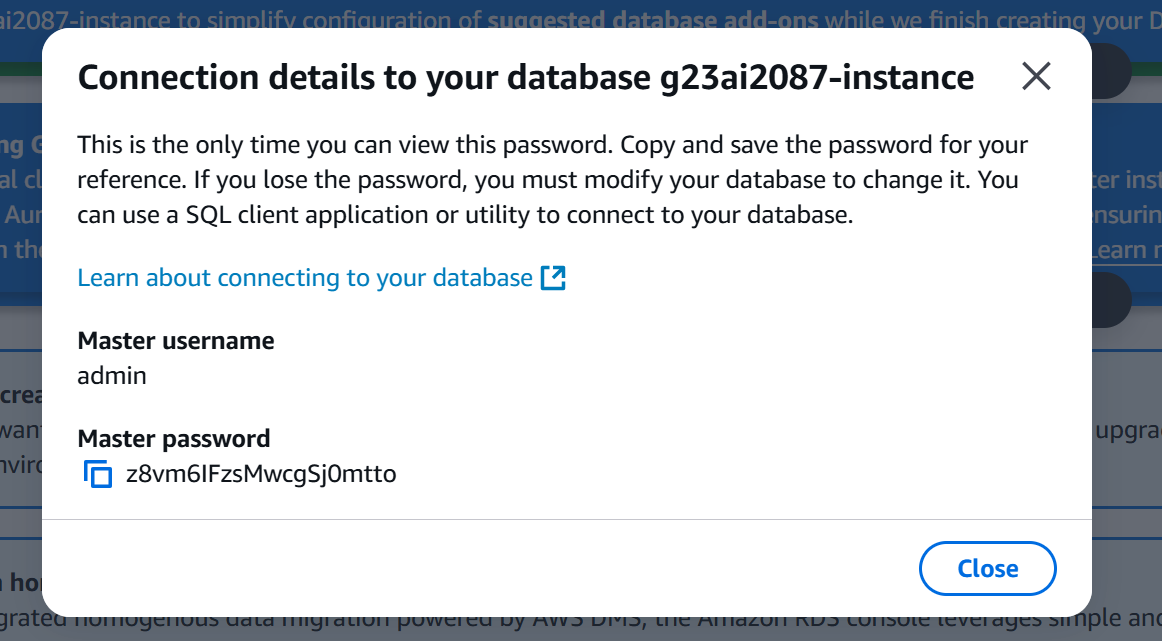 ai2087-instance to simplify configuration of suggested database add-ons while we finish creating your D
Connection details to your database g23ai2087-instance
This is the only time you can view this password. Copy and save the password for your
reference. If you lose the password, you must modify your database to change it. You
can use a SQL client application or utility to connect to your database.
Learn about connecting to your database
Master username
admin
Master password
z8vm6IFzsMwcgSj0mtto
Close
grated homogenous data migration powered by AWS DMS, the Amazon RDS console leverages simple and